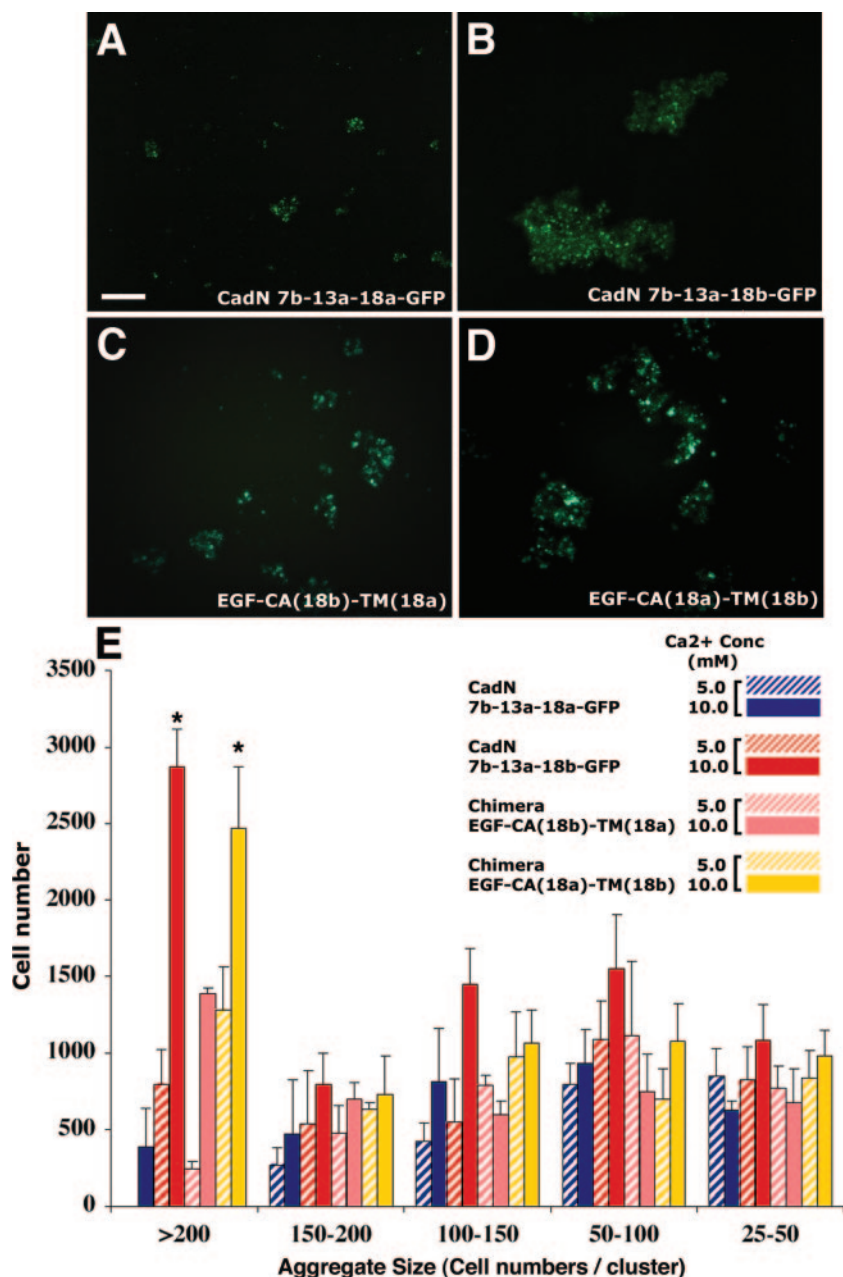 A
CadN 7b-13a-18a-GFP
B
CadN 7b-13a-18b-GFP
C
EGF-CA(18b)-TM(18a)
D
EGF-CA(18a)-TM(18b)
E
Ca2+ Conc
(mM)
CadN 5.0
7b-13a-18a-GFP 10.0
CadN 5.0
7b-13a-18b-GFP 10.0
Chimera 5.0
EGF-CA(18b)-TM(18a) 10.0
Chimera 5.0
EGF-CA(18a)-TM(18b) 10.0
Cell number
3500
3000
2500
2000
1500
1000
500
0
* *
>200 150-200 100-150 50-100 25-50
Aggregate Size (Cell numbers / cluster)